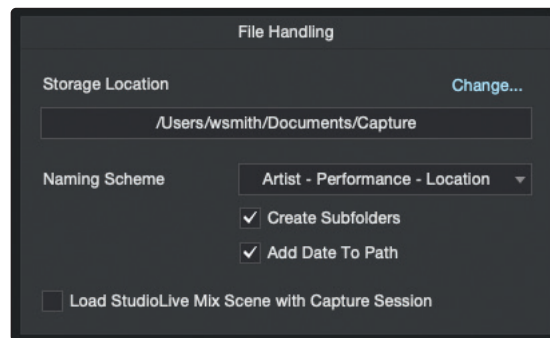 File Handling
Storage Location Change...
/Users/wsmith/Documents/Capture
Naming Scheme Artist - Performance - Location
Create Subfolders
Add Date To Path
Load StudioLive Mix Scene with Capture Session